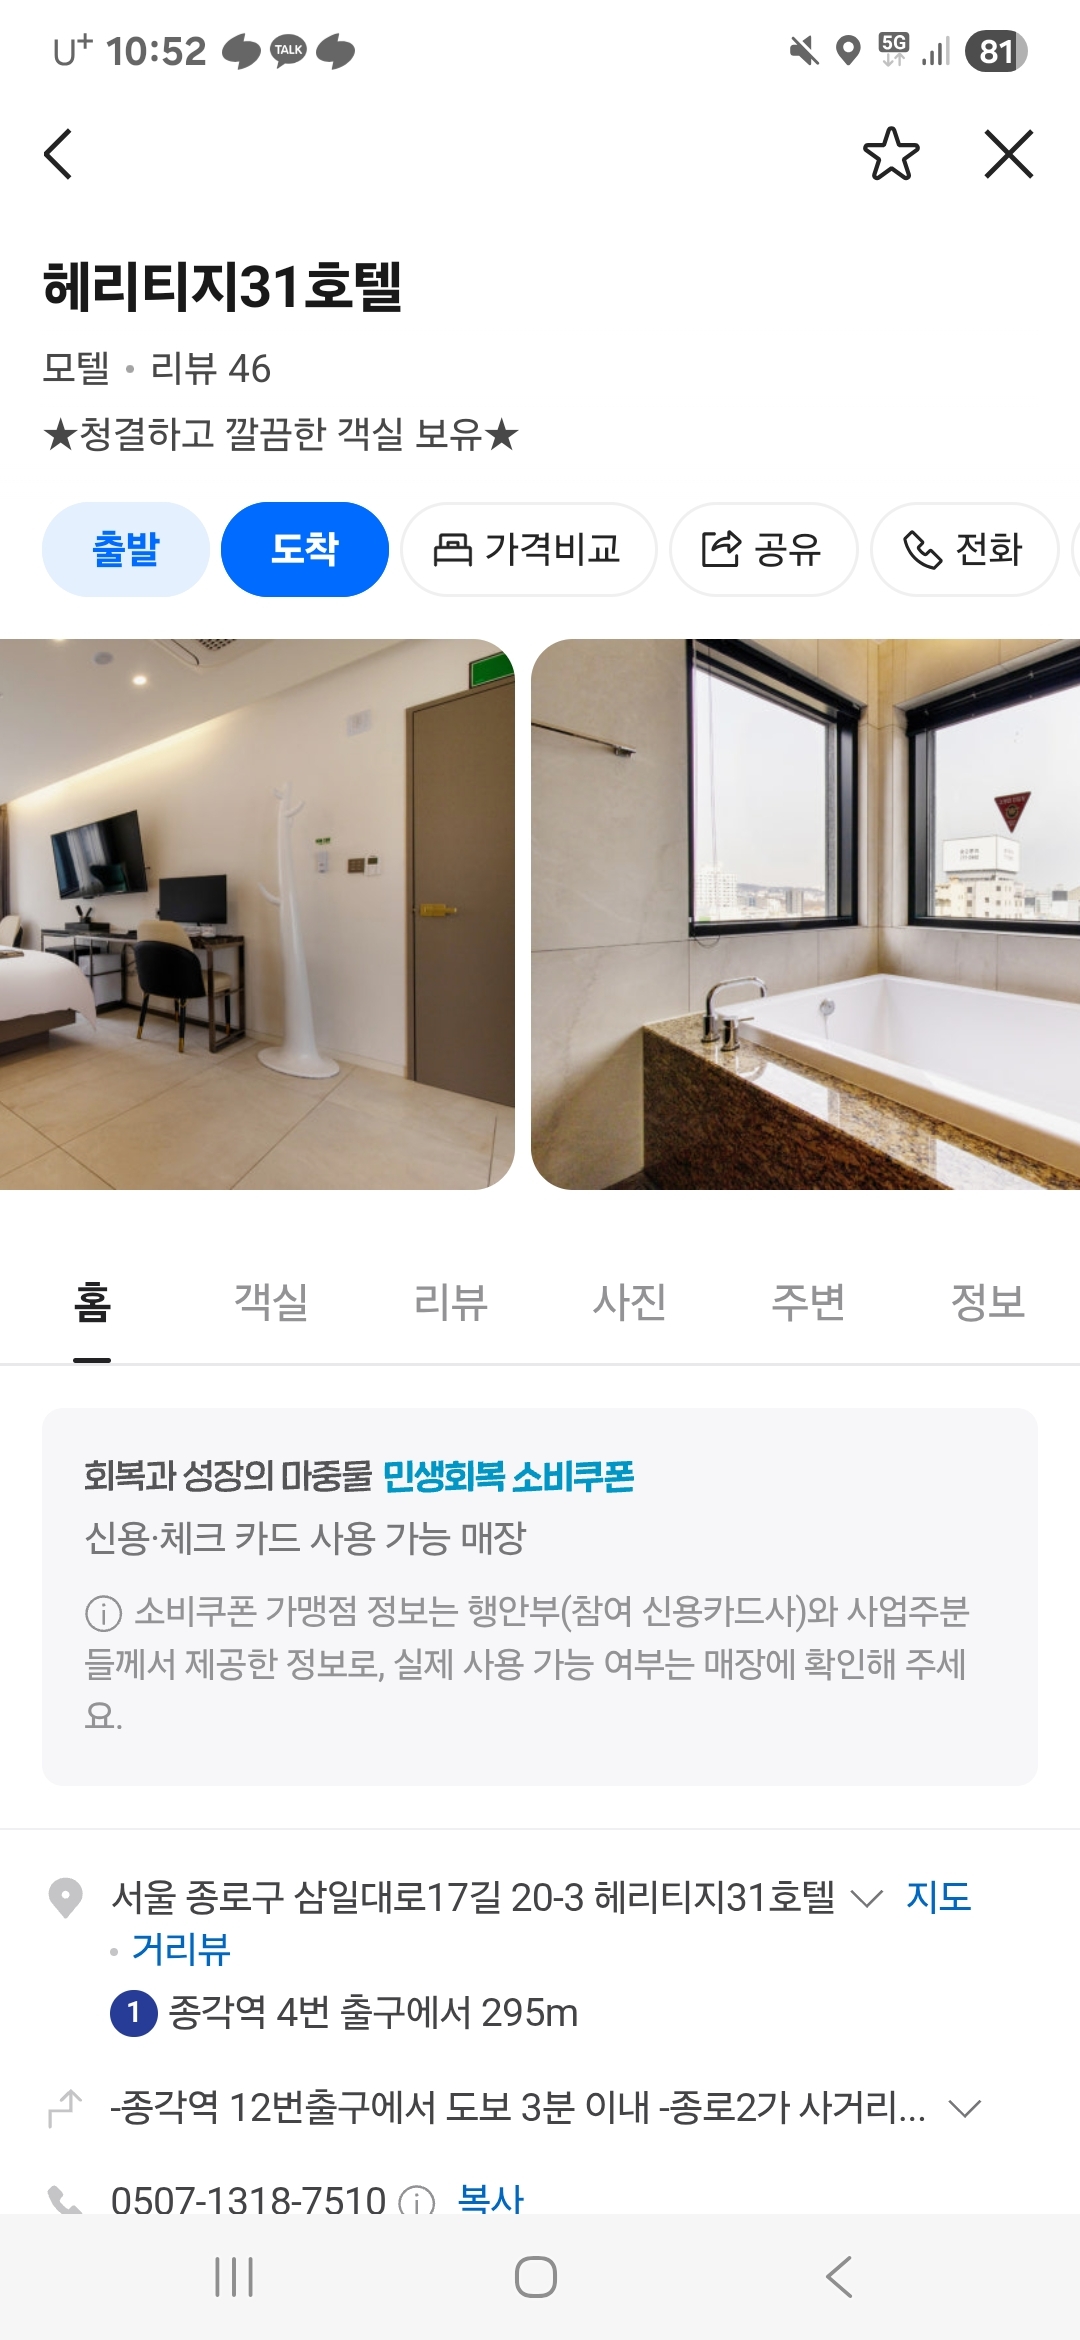 U+ 10:52 TALK 5G 81
헤리티지31호텔
모텔 • 리뷰 46
★청결하고 깔끔한 객실 보유★
출발 도착 가격비교 공유 전화
홈 객실 리뷰 사진 주변 정보
회복과 성장의 마중물 민생회복 소비쿠폰
신용·체크 카드 사용 가능 매장
ⓘ 소비쿠폰 가맹점 정보는 행안부(참여 신용카드사)와 사업주분
들께서 제공한 정보로, 실제 사용 가능 여부는 매장에 확인해 주세
요.
서울 종로구 삼일대로17길 20-3 헤리티지31호텔 지도
• 거리뷰
1 종각역 4번 출구에서 295m
-종각역 12번출구에서 도보 3분 이내 -종로2가 사거리...
0507-1318-7510 ⓘ 복사